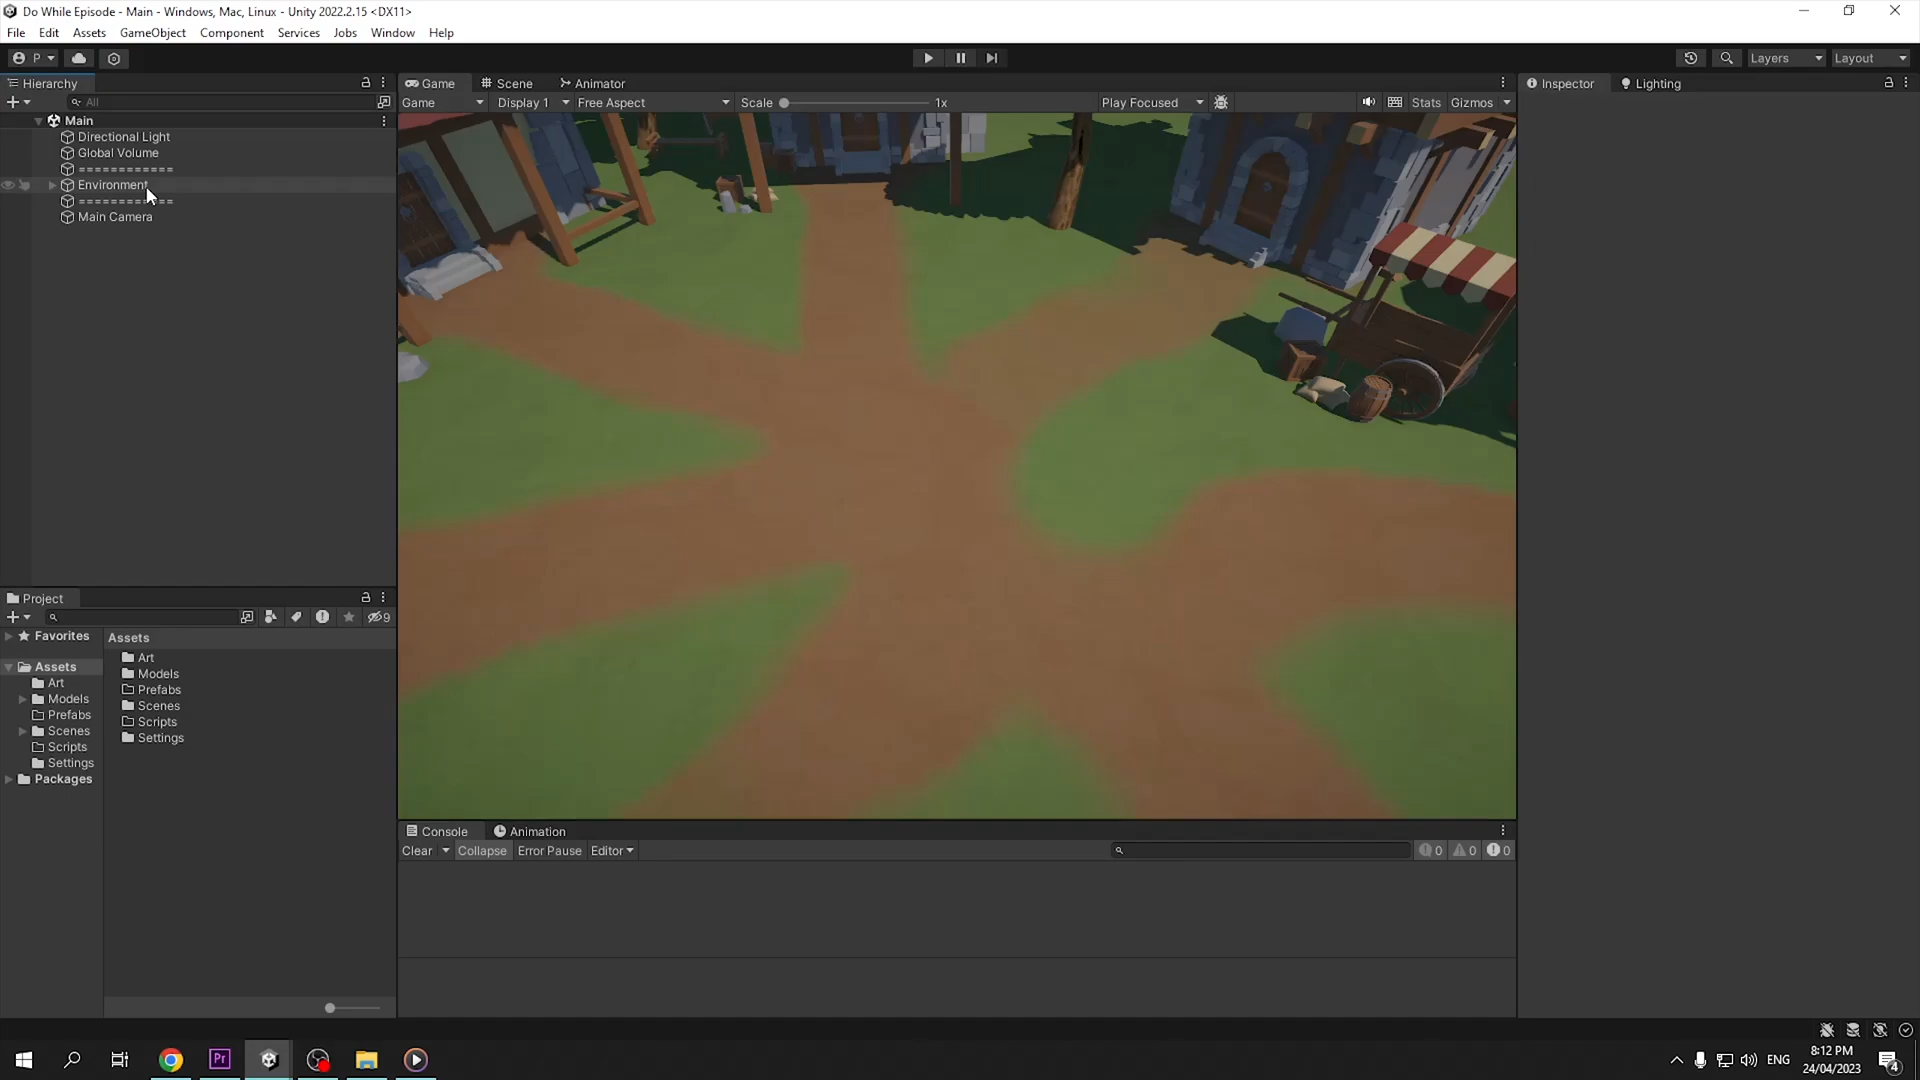 Do While Episode - Main - Windows, Mac, Linux - Unity 2022.2.15 <DX11>
File Edit Assets GameObject Component Services Jobs Window Help
P Layers Layout
Hierarchy
All
Main
Directional Light
Global Volume
============
Environment
============
Main Camera
Game Scene Animator
Game Display 1 Free Aspect Scale 1x Play Focused Stats Gizmos
Inspector Lighting
Project
9
Favorites
Assets
Art
Models
Prefabs
Scenes
Scripts
Settings
Packages
Assets
Art
Models
Prefabs
Scenes
Scripts
Settings
Console Animation
Clear Collapse Error Pause Editor
0 0 0
Pr
ENG
8:12 PM
24/04/2023
4